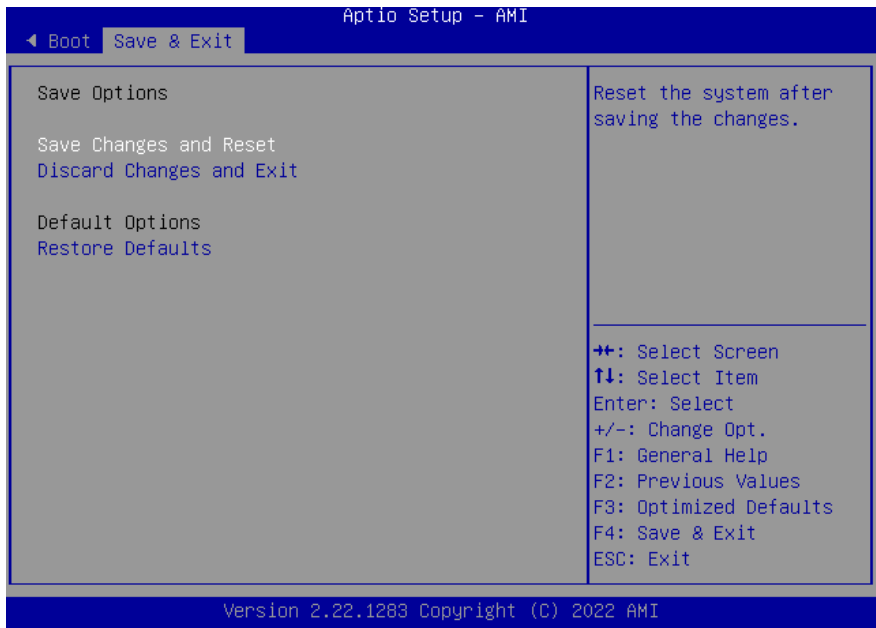 Aptio Setup – AMI
◄ Boot Save & Exit
Save Options
Save Changes and Reset
Discard Changes and Exit
Default Options
Restore Defaults
Reset the system after
saving the changes.
→←: Select Screen
↑↓: Select Item
Enter: Select
+/-: Change Opt.
F1: General Help
F2: Previous Values
F3: Optimized Defaults
F4: Save & Exit
ESC: Exit
Version 2.22.1283 Copyright (C) 2022 AMI